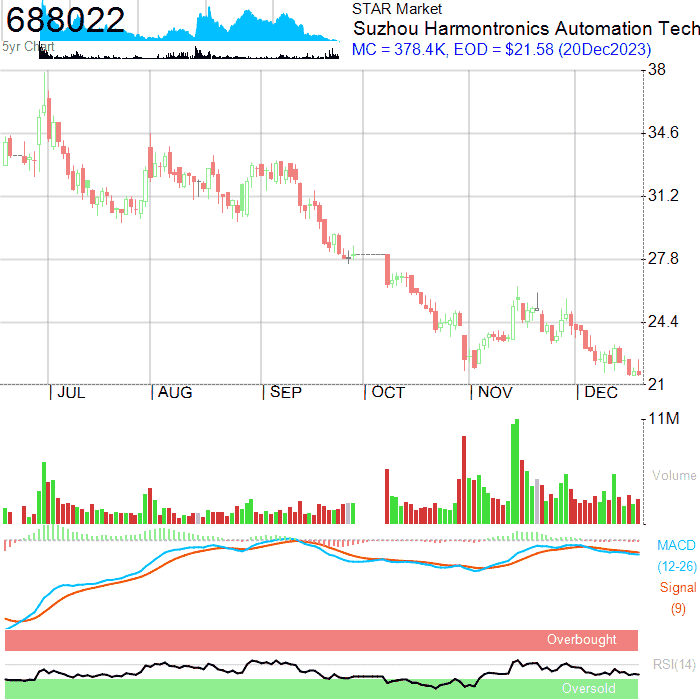 688022
5yr Chart
STAR Market
Suzhou Harmontronics Automation Tech
MC = 378.4K, EOD = $21.58 (20Dec2023)
38
34.6
31.2
27.8
24.4
21
JUL
AUG
SEP
OCT
NOV
DEC
11M
Volume
MACD
(12-26)
Signal
(9)
Overbought
RSI(14)
Oversold